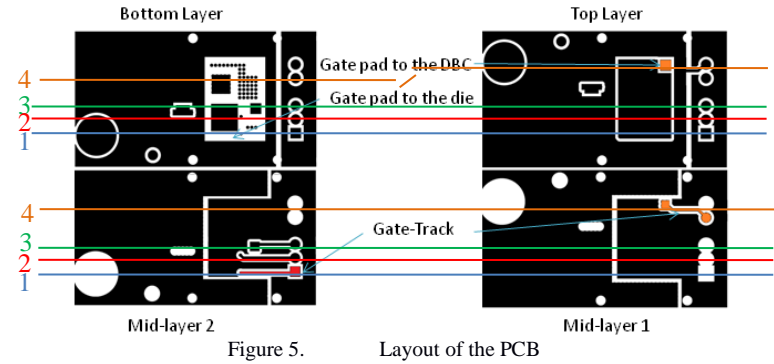 Bottom Layer
Top Layer
Gate pad to the DBC
4
Gate pad to the die
3
2
1
4
Gate-Track
3
2
1
Mid-layer 2
Mid-layer 1
Figure 5. Layout of the PCB